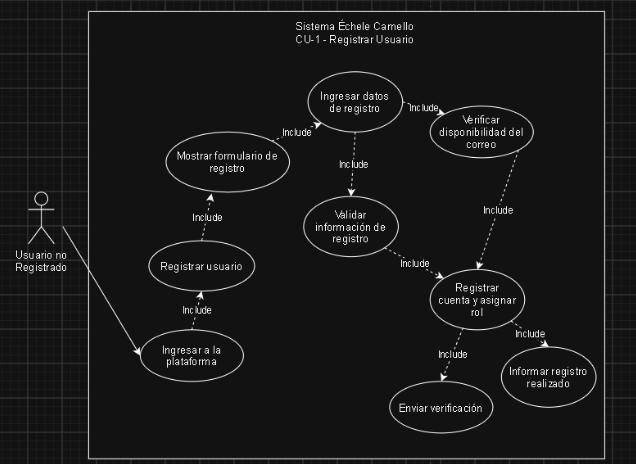 Sistema Échele Camello
CU-1 - Registrar Usuario
Ingresar datos
de registro
Include
Verificar
disponibilidad del
correo
Include
Mostrar formulario de
registro
Include
Include
Validar
información de
registro
Include
Include
Usuario no
Registrado
Registrar usuario
Include
Registrar
cuenta y asignar
rol
Include
Ingresar a la
plataforma
Include
Include
Informar registro
realizado
Enviar verificación